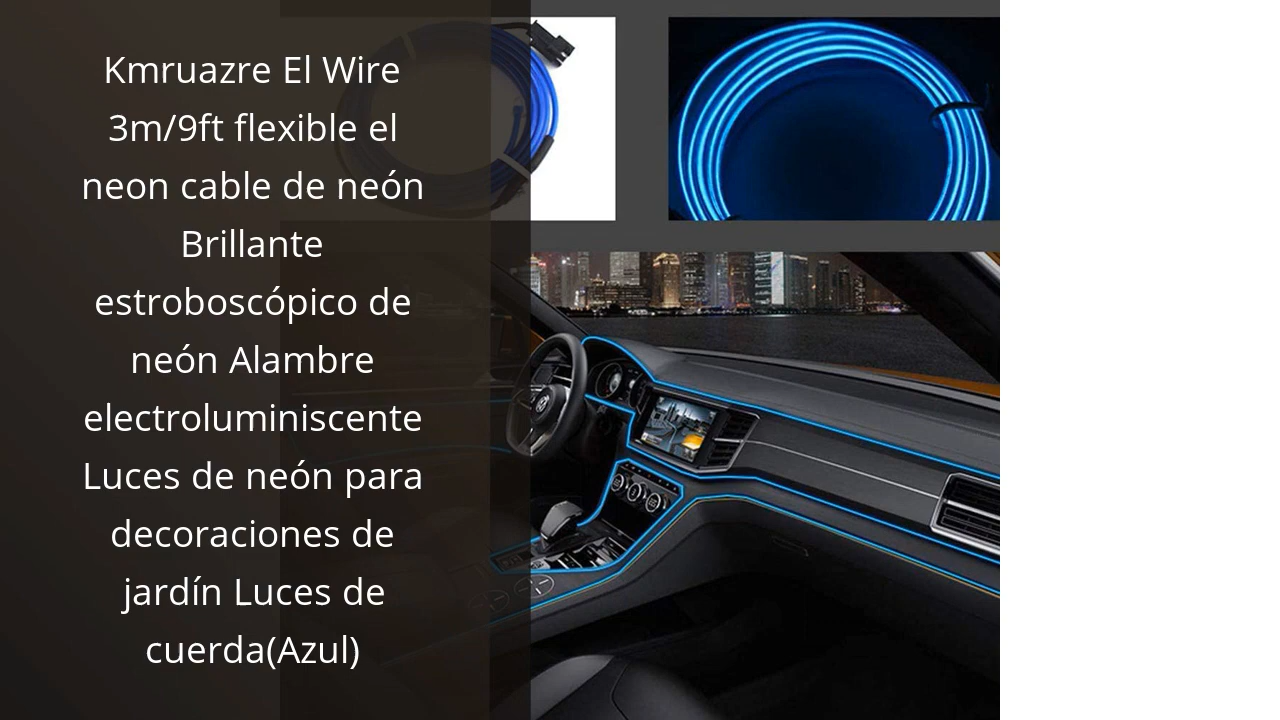 Kmruazre El Wire
3m/9ft flexible el
neon cable de neón
Brillante
estroboscópico de
neón Alambre
electroluminiscente
Luces de neón para
decoraciones de
jardín Luces de
cuerda(Azul)